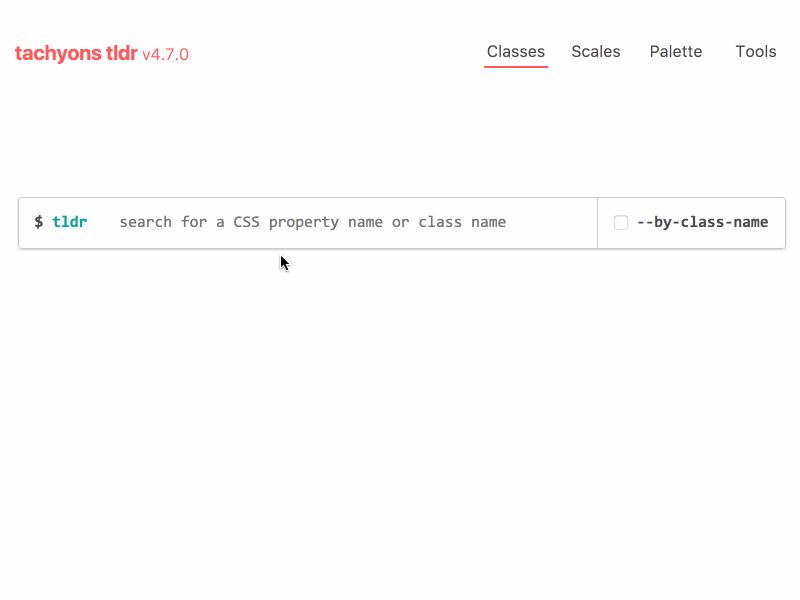 tachyons tldr v4.7.0
Classes Scales Palette Tools
$ tldr search for a CSS property name or class name --by-class-name